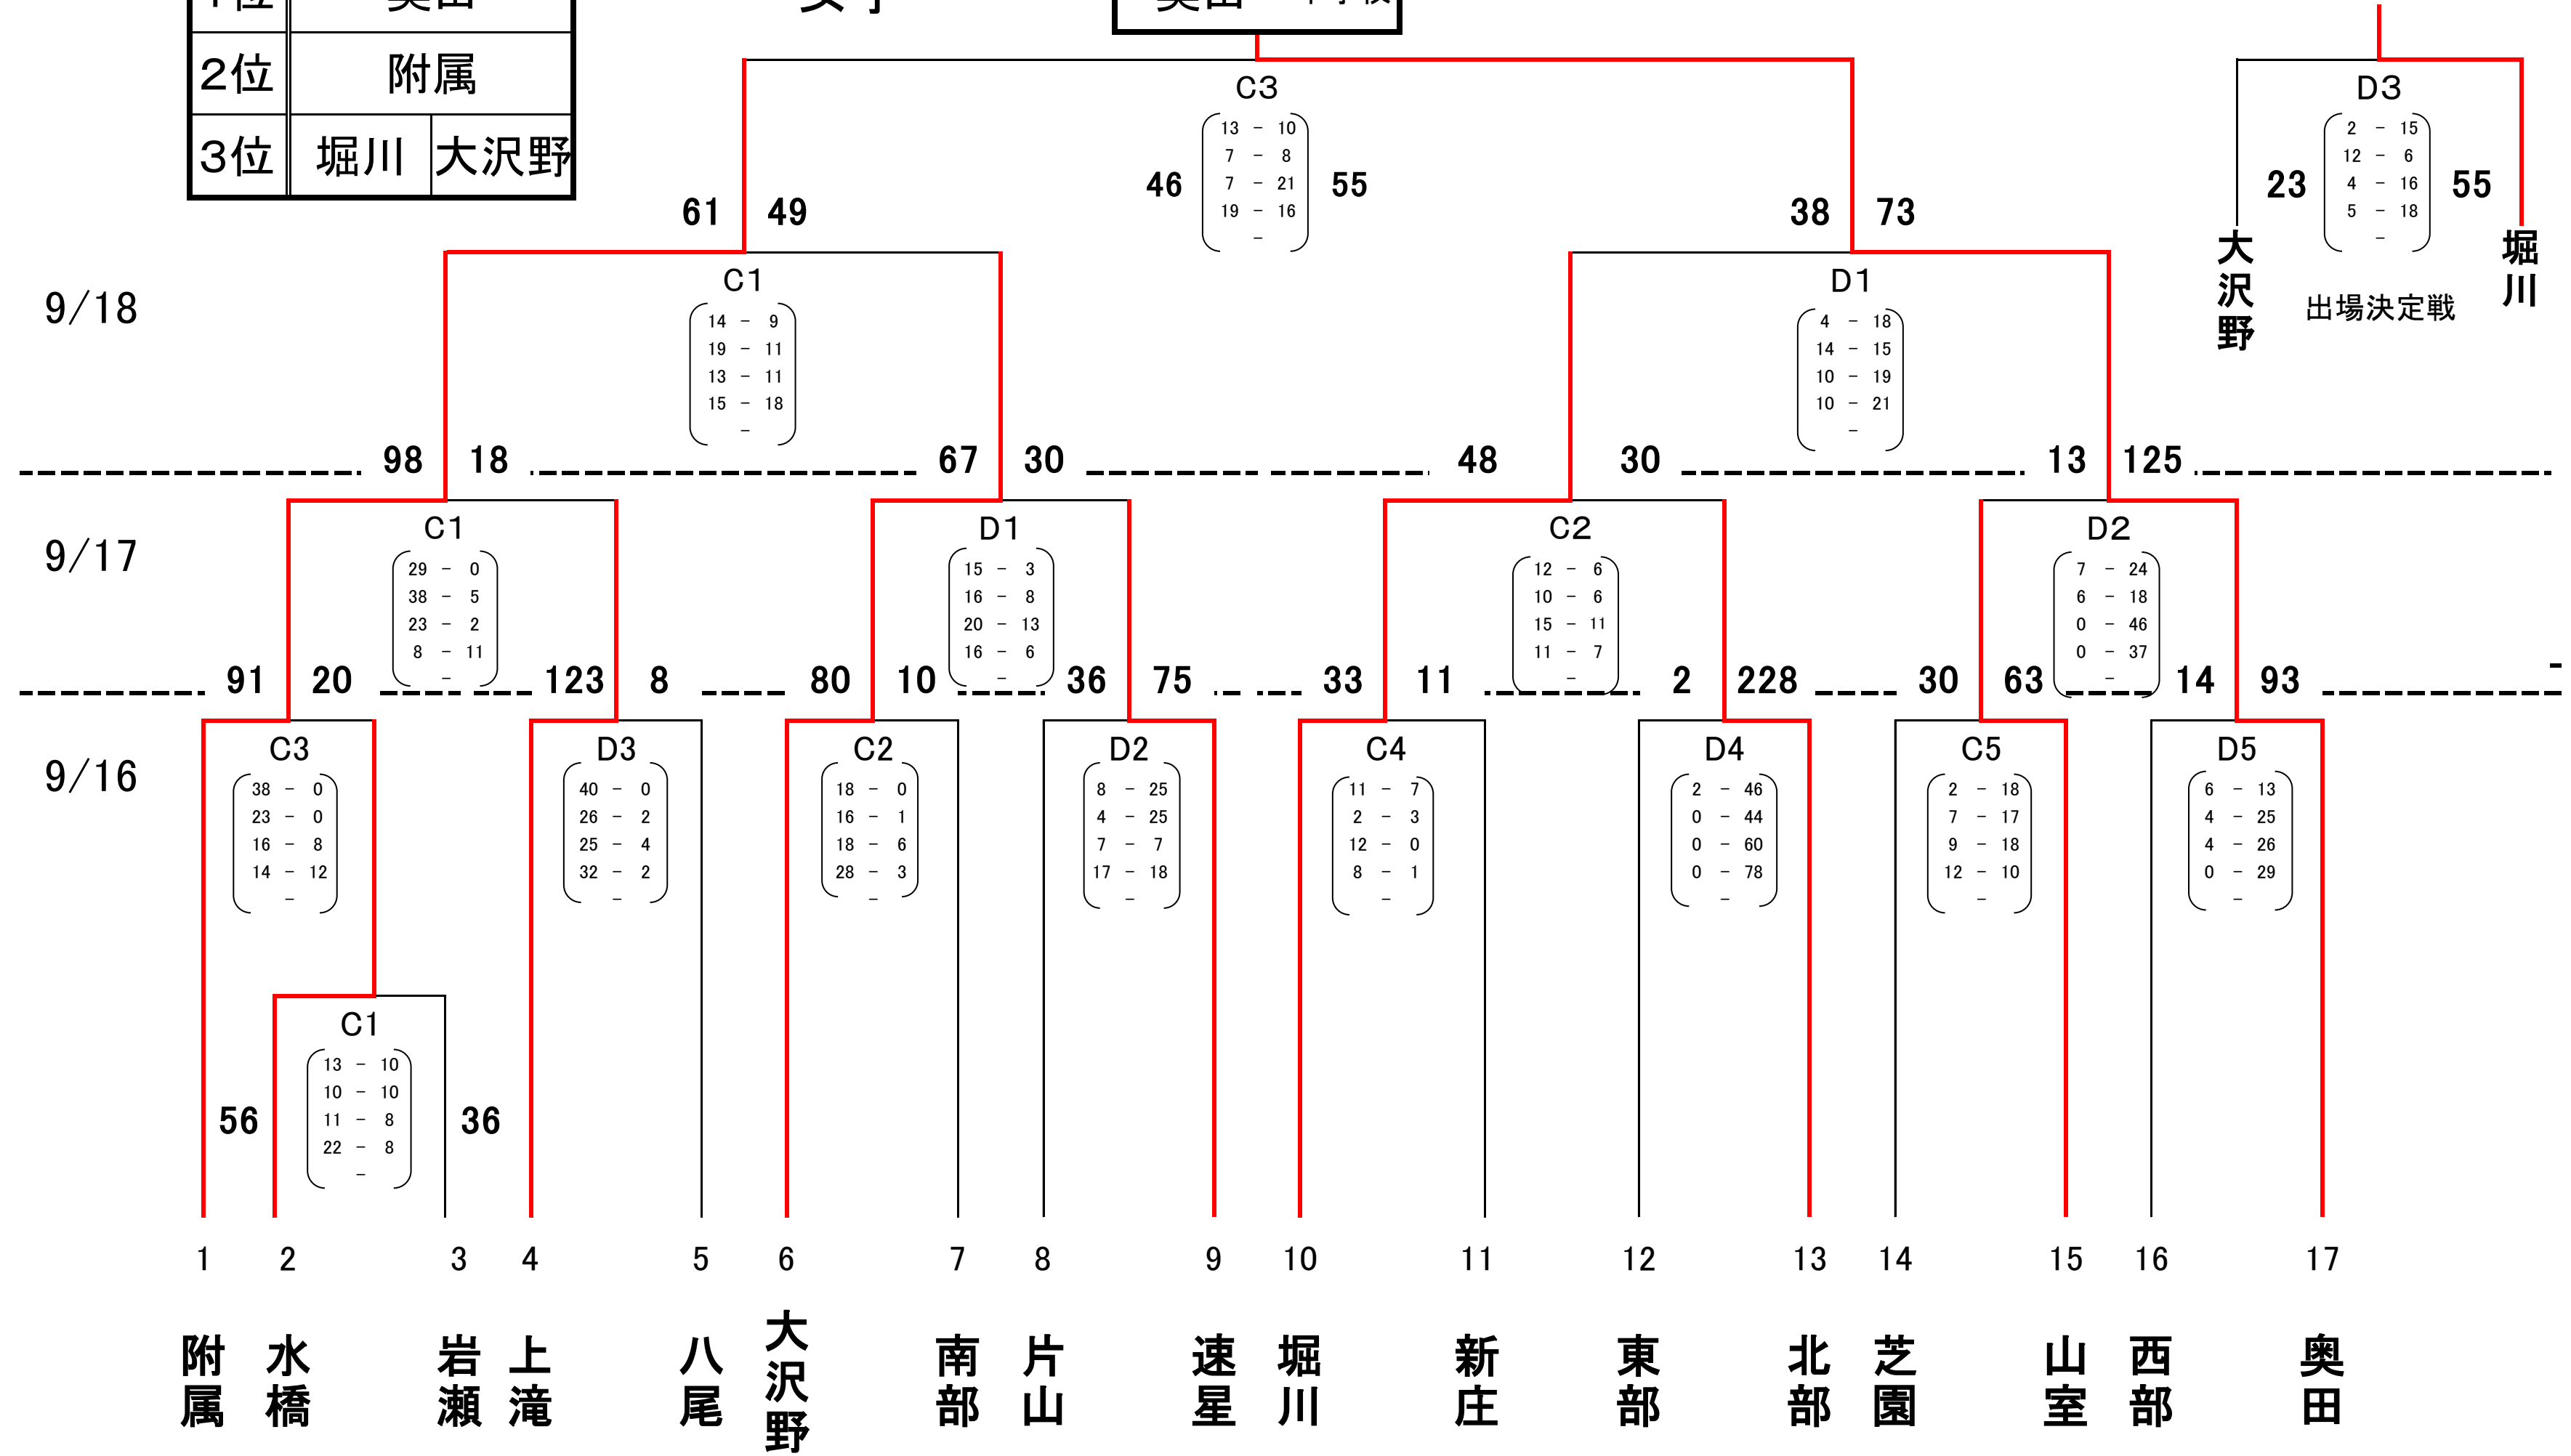 1位 奥田
2位 附属
3位 堀川 大沢野
女子
奥田 中学校
C3
46 55
13 - 10
7 - 8
7 - 21
19 - 16
-
D3
23 55
2 - 15
12 - 6
4 - 16
5 - 18
-
大沢野
堀川
出場決定戦
9/18
61 49
C1
14 - 9
19 - 11
13 - 11
15 - 18
-
38 73
D1
4 - 18
14 - 15
10 - 19
10 - 21
-
9/17
98 18
C1
29 - 0
38 - 5
23 - 2
8 - 11
-
67 30
D1
15 - 3
16 - 8
20 - 13
16 - 6
-
48 30
C2
12 - 6
10 - 6
15 - 11
11 - 7
-
13 125
D2
7 - 24
6 - 18
0 - 46
0 - 37
-
9/16
91 20
C3
38 - 0
23 - 0
16 - 8
14 - 12
-
123 8
D3
40 - 0
26 - 2
25 - 4
32 - 2
-
80 10
C2
18 - 0
16 - 1
18 - 6
28 - 3
-
36 75
D2
8 - 25
4 - 25
7 - 7
17 - 18
-
33 11
C4
11 - 7
2 - 3
12 - 0
8 - 1
-
2 228
D4
2 - 46
0 - 44
0 - 60
0 - 78
-
30 63
C5
2 - 18
7 - 17
9 - 18
12 - 10
-
14 93
D5
6 - 13
4 - 25
4 - 26
0 - 29
-
56 36
C1
13 - 10
10 - 10
11 - 8
22 - 8
-
1 2 3 4 5 6 7 8 9 10 11 12 13 14 15 16 17
附属
水橋
岩瀬
上滝
八尾
大沢野
南部
片山
速星
堀川
新庄
東部
北部
芝園
山室
西部
奥田